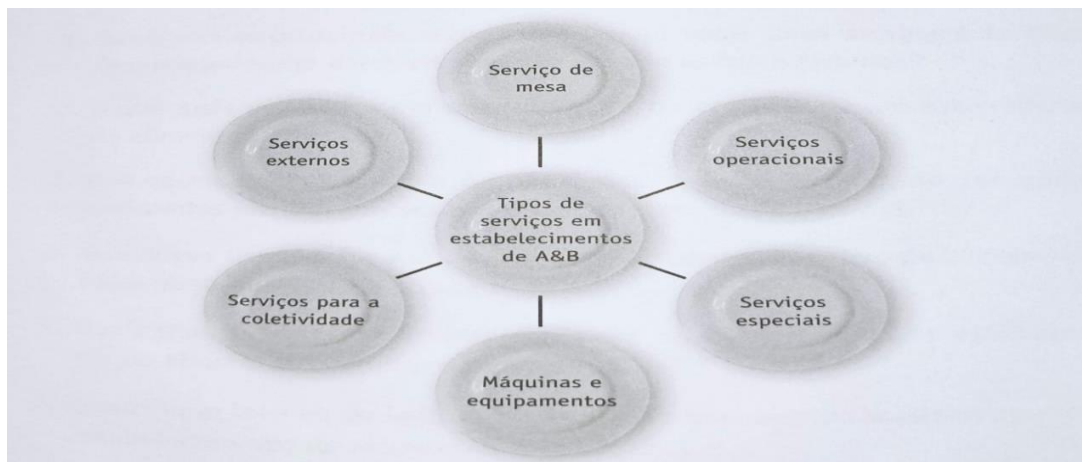 Serviço de
mesa
Serviços
externos
Serviços
operacionais
Tipos de
serviços em
estabelecimentos
de A&B
Serviços para a
coletividade
Serviços
especiais
Máquinas e
equipamentos